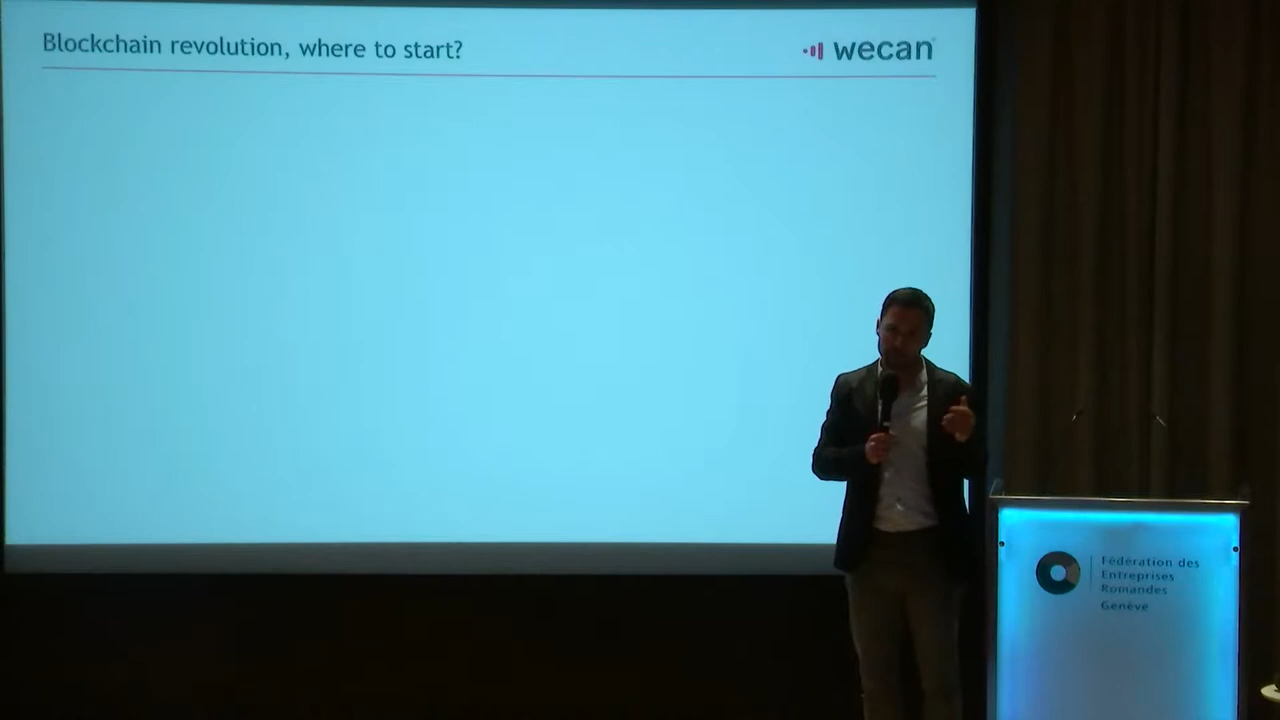 Blockchain revolution, where to start?
wecan
Fédération des
Entreprises
Romandes
Genève